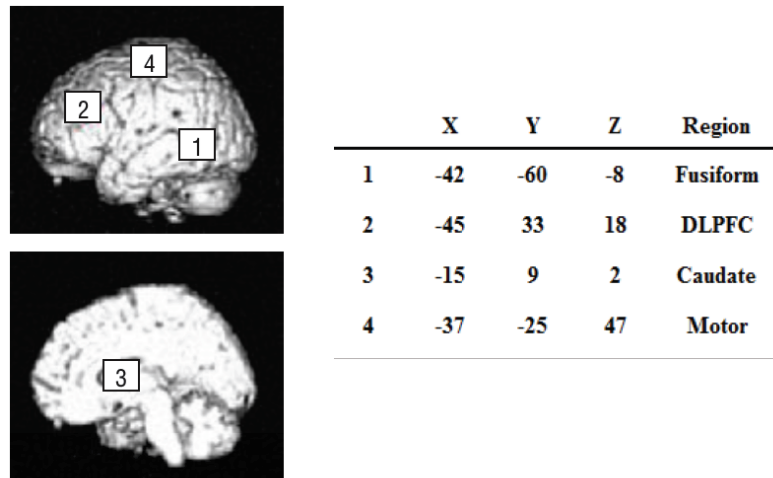 4
2
1
3
X Y Z Region
1 -42 -60 -8 Fusiform
2 -45 33 18 DLPFC
3 -15 9 2 Caudate
4 -37 -25 47 Motor